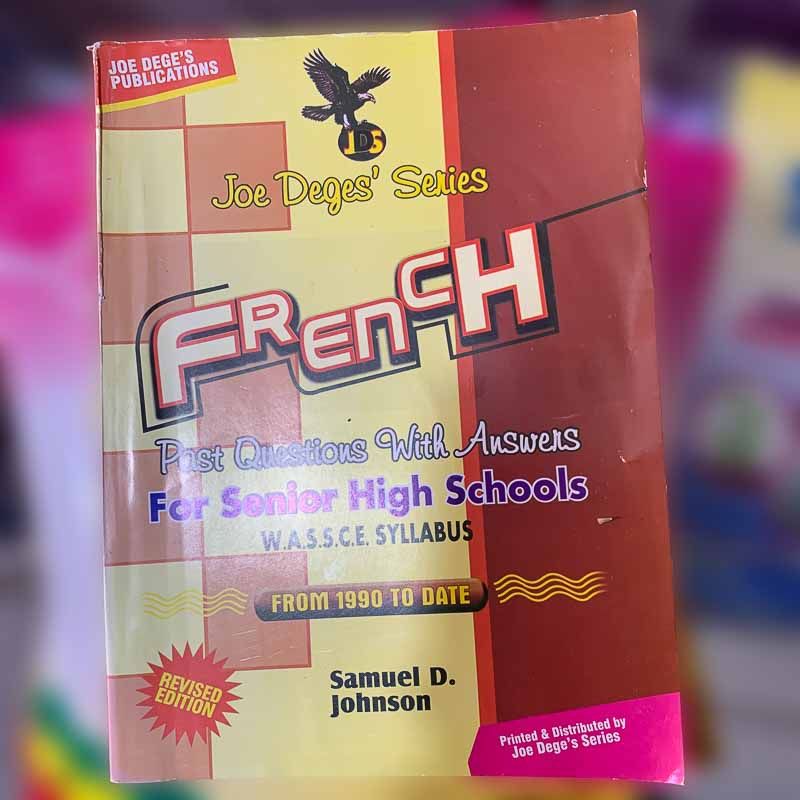 JOE DEGE'S
PUBLICATIONS
JDS
Joe Deges' Series
FRENCH
Past Questions With Answers
For Senior High Schools
W.A.S.S.C.E. SYLLABUS
FROM 1990 TO DATE
REVISED
EDITION
Samuel D.
Johnson
Printed & Distributed by
Joe Dege's Series